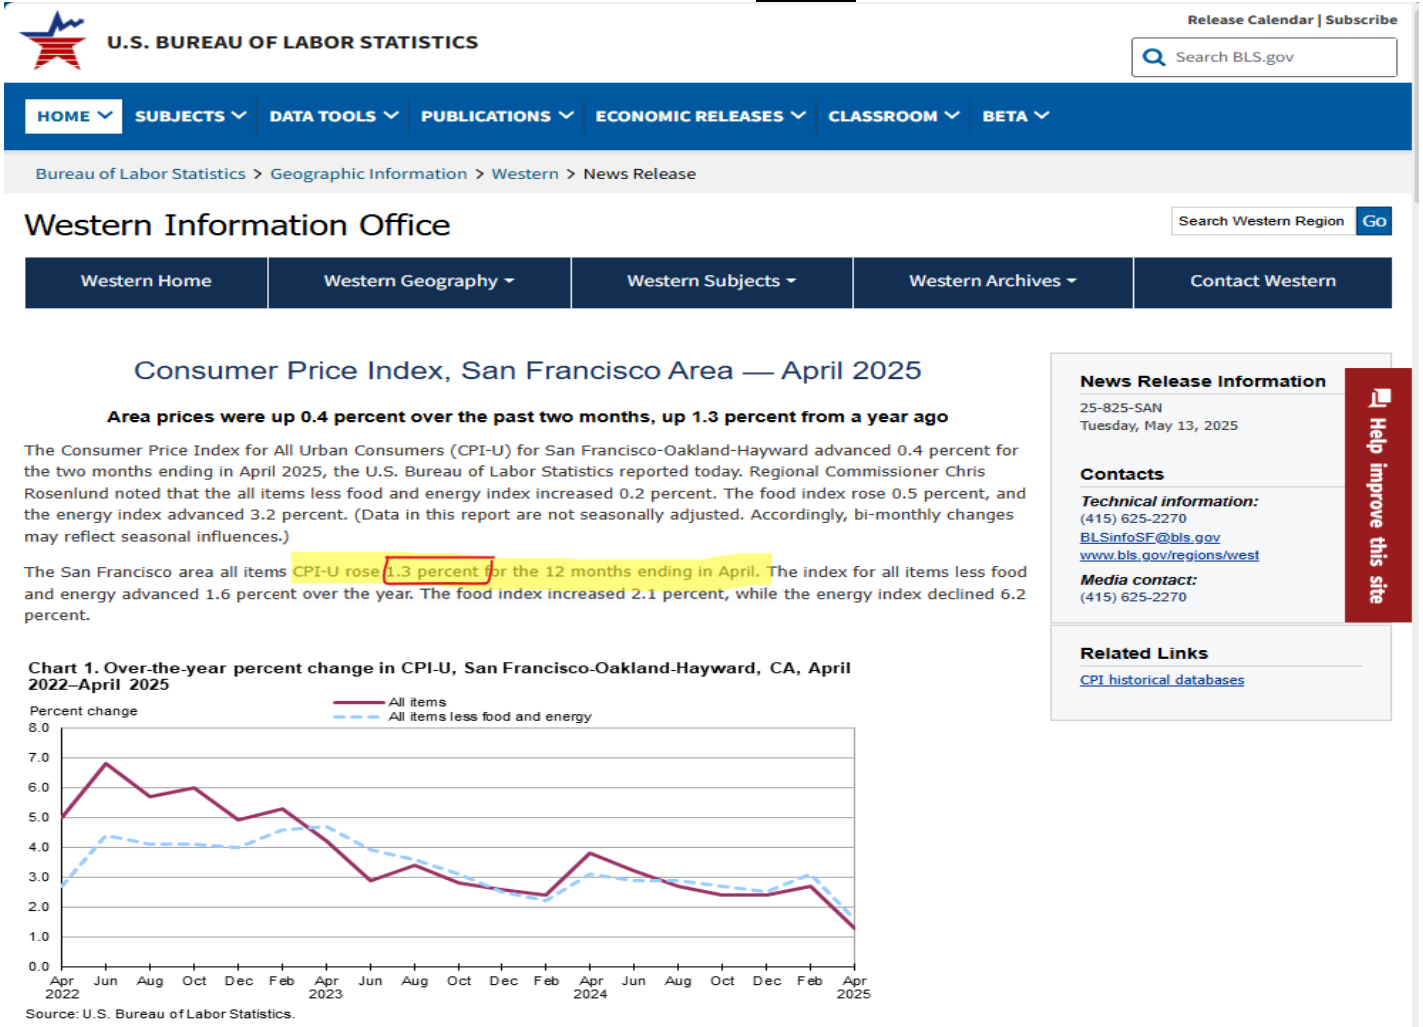 Release Calendar | Subscribe
U.S. BUREAU OF LABOR STATISTICS
Search BLS.gov
HOME SUBJECTS DATA TOOLS PUBLICATIONS ECONOMIC RELEASES CLASSROOM BETA
Bureau of Labor Statistics > Geographic Information > Western > News Release
Western Information Office
Search Western Region Go
Western Home Western Geography Western Subjects Western Archives Contact Western
Consumer Price Index, San Francisco Area — April 2025
Area prices were up 0.4 percent over the past two months, up 1.3 percent from a year ago
The Consumer Price Index for All Urban Consumers (CPI-U) for San Francisco-Oakland-Hayward advanced 0.4 percent for
the two months ending in April 2025, the U.S. Bureau of Labor Statistics reported today. Regional Commissioner Chris
Rosenlund noted that the all items less food and energy index increased 0.2 percent. The food index rose 0.5 percent, and
the energy index advanced 3.2 percent. (Data in this report are not seasonally adjusted. Accordingly, bi-monthly changes
may reflect seasonal influences.)
The San Francisco area all items CPI-U rose 1.3 percent for the 12 months ending in April. The index for all items less food
and energy advanced 1.6 percent over the year. The food index increased 2.1 percent, while the energy index declined 6.2
percent.
Chart 1. Over-the-year percent change in CPI-U, San Francisco-Oakland-Hayward, CA, April
2022–April 2025
Percent change
All items
All items less food and energy
8.0
7.0
6.0
5.0
4.0
3.0
2.0
1.0
0.0
Apr Jun Aug Oct Dec Feb Apr Jun Aug Oct Dec Feb Apr Jun Aug Oct Dec Feb Apr
2022 2023 2024 2025
Source: U.S. Bureau of Labor Statistics.
News Release Information
25-825-SAN
Tuesday, May 13, 2025
Contacts
Technical information:
(415) 625-2270
BLSinfoSF@bls.gov
www.bls.gov/regions/west
Media contact:
(415) 625-2270
Related Links
CPI historical databases
Help improve this site